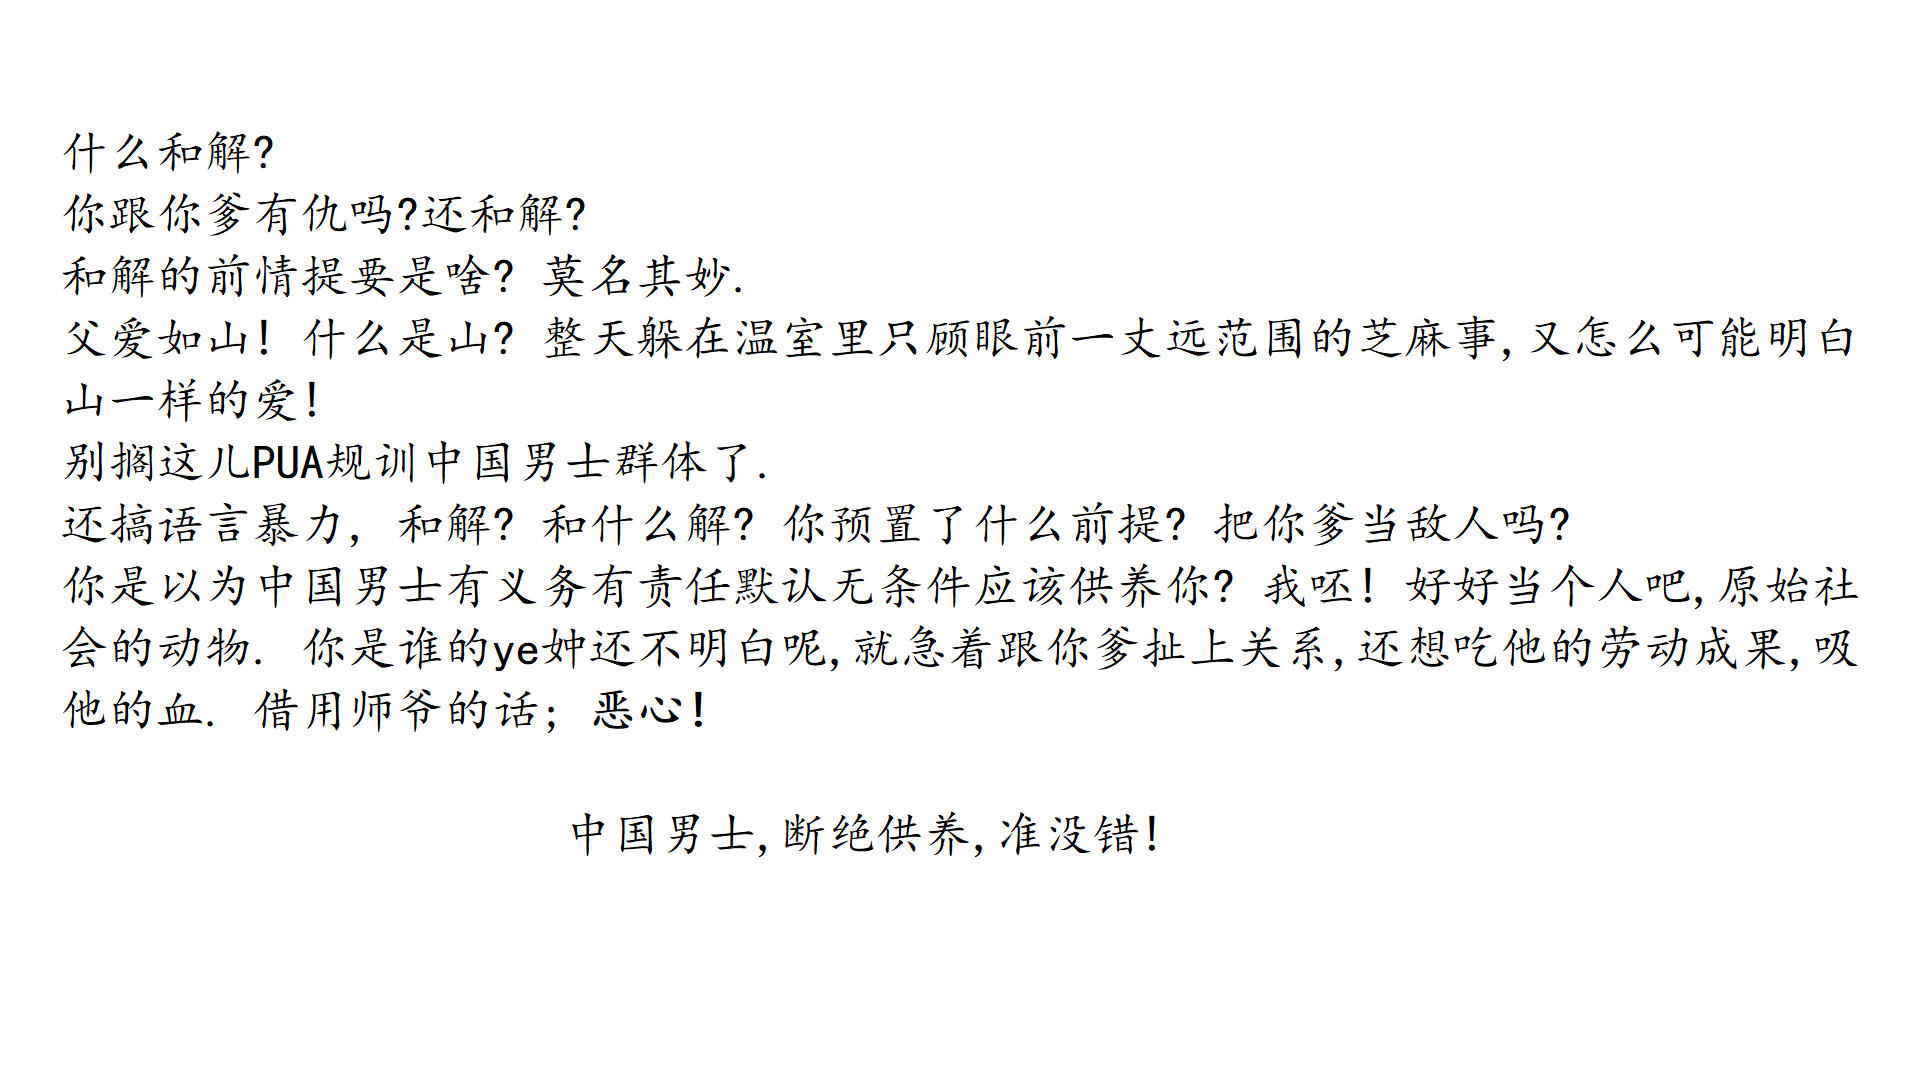 什么和解?
你跟你爹有仇吗?还和解?
和解的前情提要是啥? 莫名其妙.
父爱如山! 什么是山? 整天躲在温室里只顾眼前一丈远范围的芝麻事,又怎么可能明白
山一样的爱!
别搁这儿PUA规训中国男士群体了.
还搞语言暴力, 和解? 和什么解? 你预置了什么前提? 把你爹当敌人吗?
你是以为中国男士有义务有责任默认无条件应该供养你? 我呸! 好好当个人吧,原始社
会的动物. 你是谁的ye妕还不明白呢,就急着跟你爹扯上关系,还想吃他的劳动成果,吸
他的血. 借用师爷的话; 恶心!
中国男士,断绝供养,准没错!